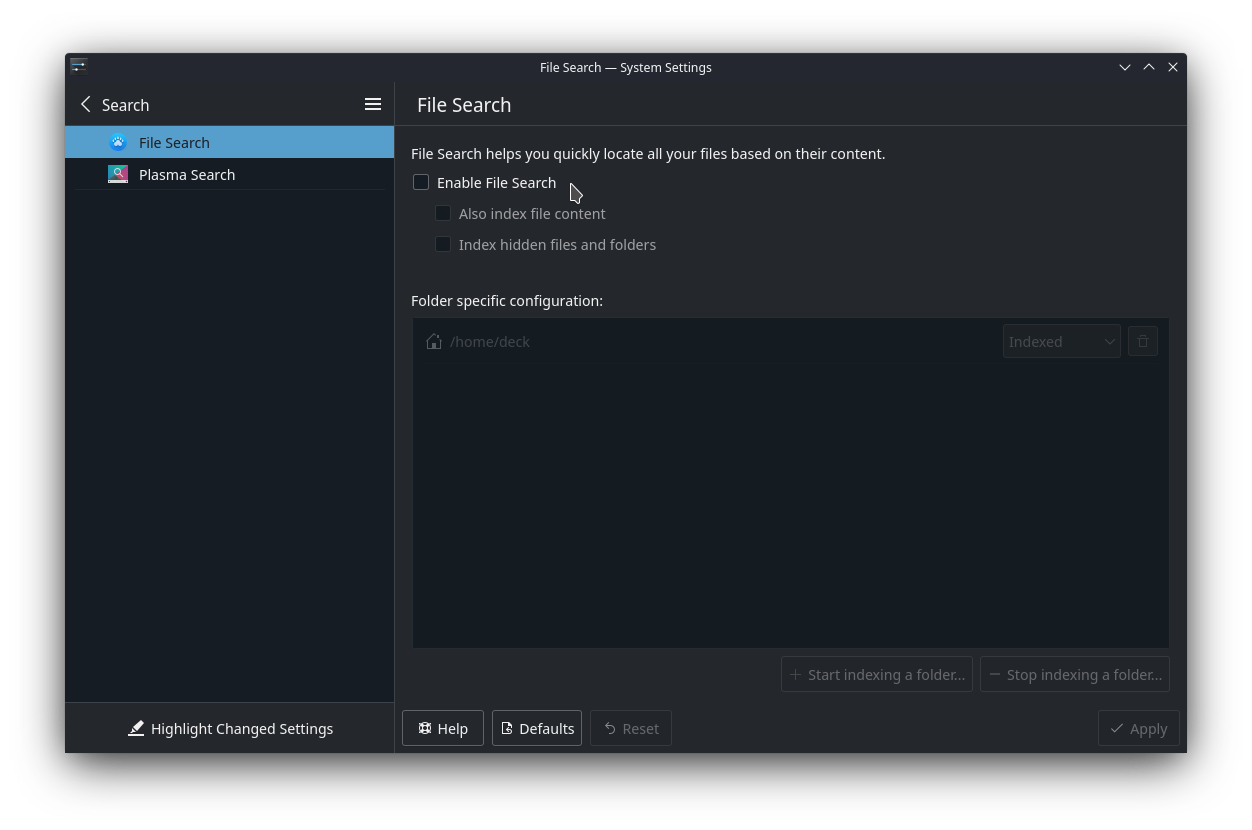 File Search — System Settings
Search
File Search
File Search
Plasma Search
File Search helps you quickly locate all your files based on their content.
Enable File Search
Also index file content
Index hidden files and folders
Folder specific configuration:
/home/deck
Indexed
Start indexing a folder...
Stop indexing a folder...
Highlight Changed Settings
Help
Defaults
Reset
Apply